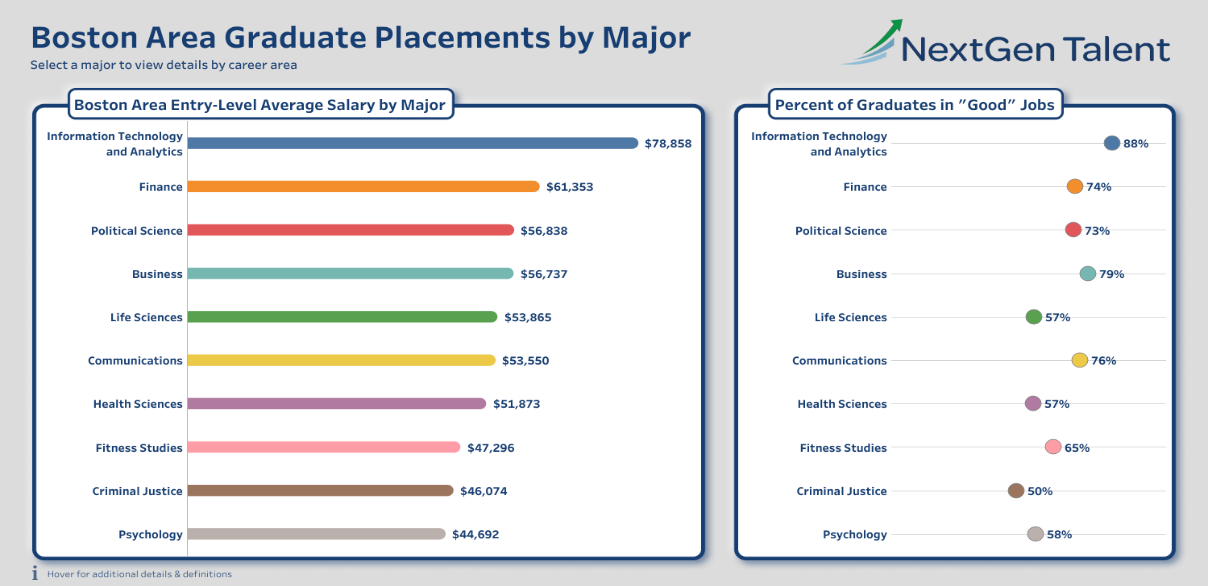 Boston Area Graduate Placements by Major
Select a major to view details by career area
NextGen Talent
Boston Area Entry-Level Average Salary by Major
Information Technology
and Analytics
$78,858
Finance
$61,353
Political Science
$56,838
Business
$56,737
Life Sciences
$53,865
Communications
$53,550
Health Sciences
$51,873
Fitness Studies
$47,296
Criminal Justice
$46,074
Psychology
$44,692
Percent of Graduates in "Good" Jobs
Information Technology
and Analytics
88%
Finance
74%
Political Science
73%
Business
79%
Life Sciences
57%
Communications
76%
Health Sciences
57%
Fitness Studies
65%
Criminal Justice
50%
Psychology
58%
i Hover for additional details & definitions